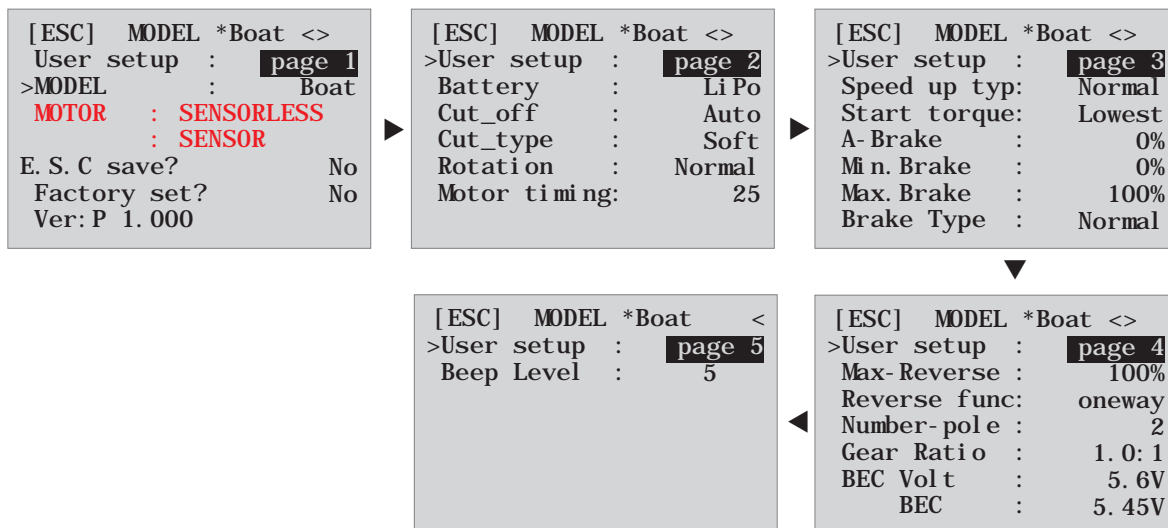 [ESC] MODEL *Boat <>
User setup : page 1
>MODEL : Boat
MOTOR : SENSORLESS
: SENSOR
E.S.C save? No
Factory set? No
Ver:P 1.000
[ESC] MODEL *Boat <>
>User setup : page 2
Battery : LiPo
Cut_off : Auto
Cut_type : Soft
Rotation : Normal
Motor timing: 25
[ESC] MODEL *Boat <>
>User setup : page 3
Speed up typ: Normal
Start torque: Lowest
A-Brake : 0%
Min.Brake : 0%
Max.Brake : 100%
Brake Type : Normal
[ESC] MODEL *Boat <>
>User setup : page 4
Max-Reverse : 100%
Reverse func: oneway
Number-pole : 2
Gear Ratio : 1.0:1
BEC Volt : 5.6V
BEC : 5.45V
[ESC] MODEL *Boat <
>User setup : page 5
Beep Level : 5